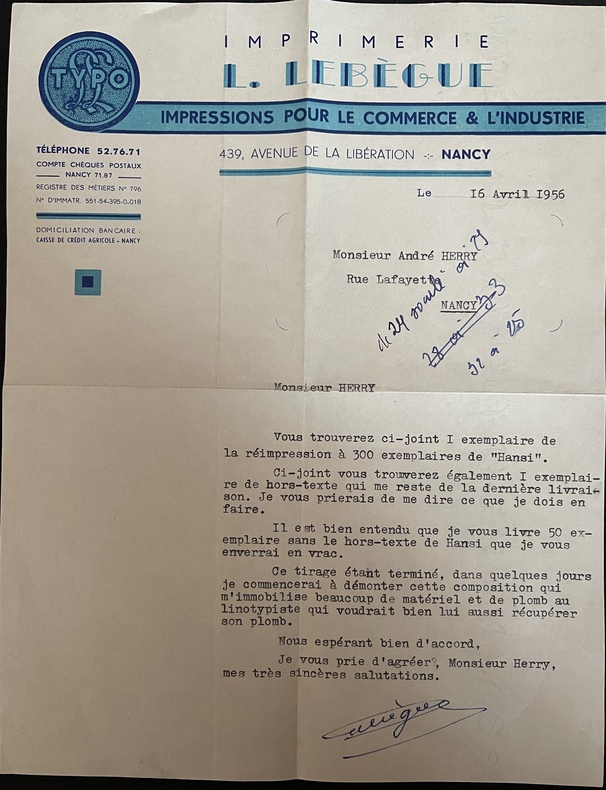 IMPRIMERIE
L. LEBÈGUE
TYPO
IMPRESSIONS POUR LE COMMERCE & L'INDUSTRIE
TÉLÉPHONE 52.76.71
COMPTE CHÈQUES POSTAUX
NANCY 71.87
REGISTRE DES MÉTIERS N° 796
N° D'IMMATR. 551-54-395-0.018
DOMICILIATION BANCAIRE :
CAISSE DE CRÉDIT AGRICOLE - NANCY
439, AVENUE DE LA LIBÉRATION -:- NANCY
Le 16 Avril I956
Monsieur André HERRY
Rue Lafayette
NANCY
de 24
32 à
Monsieur HERRY
Vous trouverez ci-joint I exemplaire de
la réimpression à 300 exemplaires de "Hansi".
Ci-joint vous trouverez également I exemplai-
re de hors-texte qui me reste de la dernière livrai-
son. Je vous prierais de me dire ce que je dois en
faire.
Il est bien entendu que je vous livre 50 ex-
emplaire sans le hors-texte de Hansi que je vous
enverrai en vrac.
Ce tirage étant terminé, dans quelques jours
je commencerai à démonter cette composition qui
m'immobilise beaucoup de matériel et de plomb au
linotypiste qui voudrait bien lui aussi récupérer
son plomb.
Nous espérant bien d'accord,
Je vous prie d'agréer, Monsieur Herry,
mes très sincères salutations.